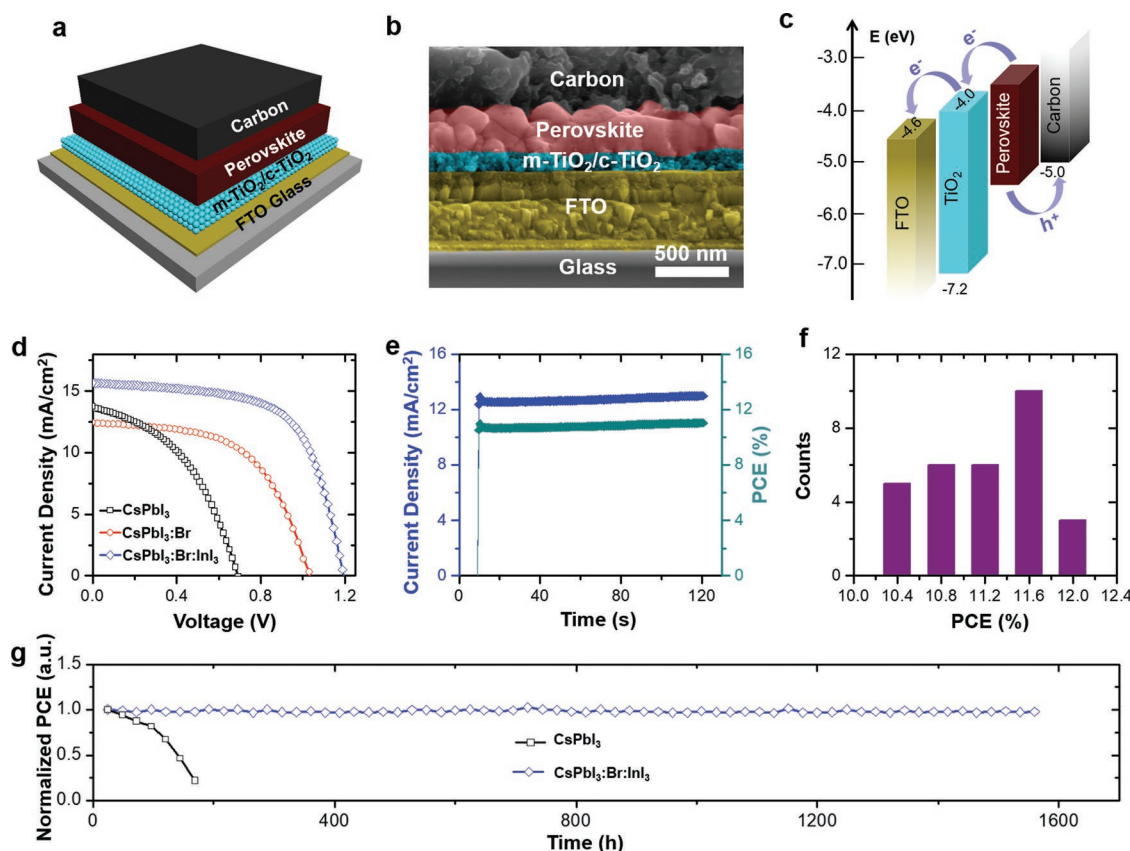 a
Carbon
Perovskite
m-TiO₂/c-TiO₂
FTO Glass
b
Carbon
Perovskite
m-TiO₂/c-TiO₂
FTO
500 nm
Glass
c
E (eV)
-3.0
-4.0
-5.0
-6.0
-7.0
e⁻
e⁻
-4.6
-4.0
FTO
TiO₂
Perovskite
Carbon
-5.0
h⁺
-7.2
d
Current Density (mA/cm²)
15
10
5
0
CsPbI₃
CsPbI₃:Br
CsPbI₃:Br:InI₃
0.0 0.4 0.8 1.2
Voltage (V)
e
Current Density (mA/cm²)
16
12
8
4
0
0 40 80 120
Time (s)
16
12
8
4
0
PCE (%)
f
Counts
12
8
4
0
10.0 10.4 10.8 11.2 11.6 12.0 12.4
PCE (%)
g
Normalized PCE (a.u.)
1.5
1.0
0.5
0.0
CsPbI₃
CsPbI₃:Br:InI₃
0 400 800 1200 1600
Time (h)